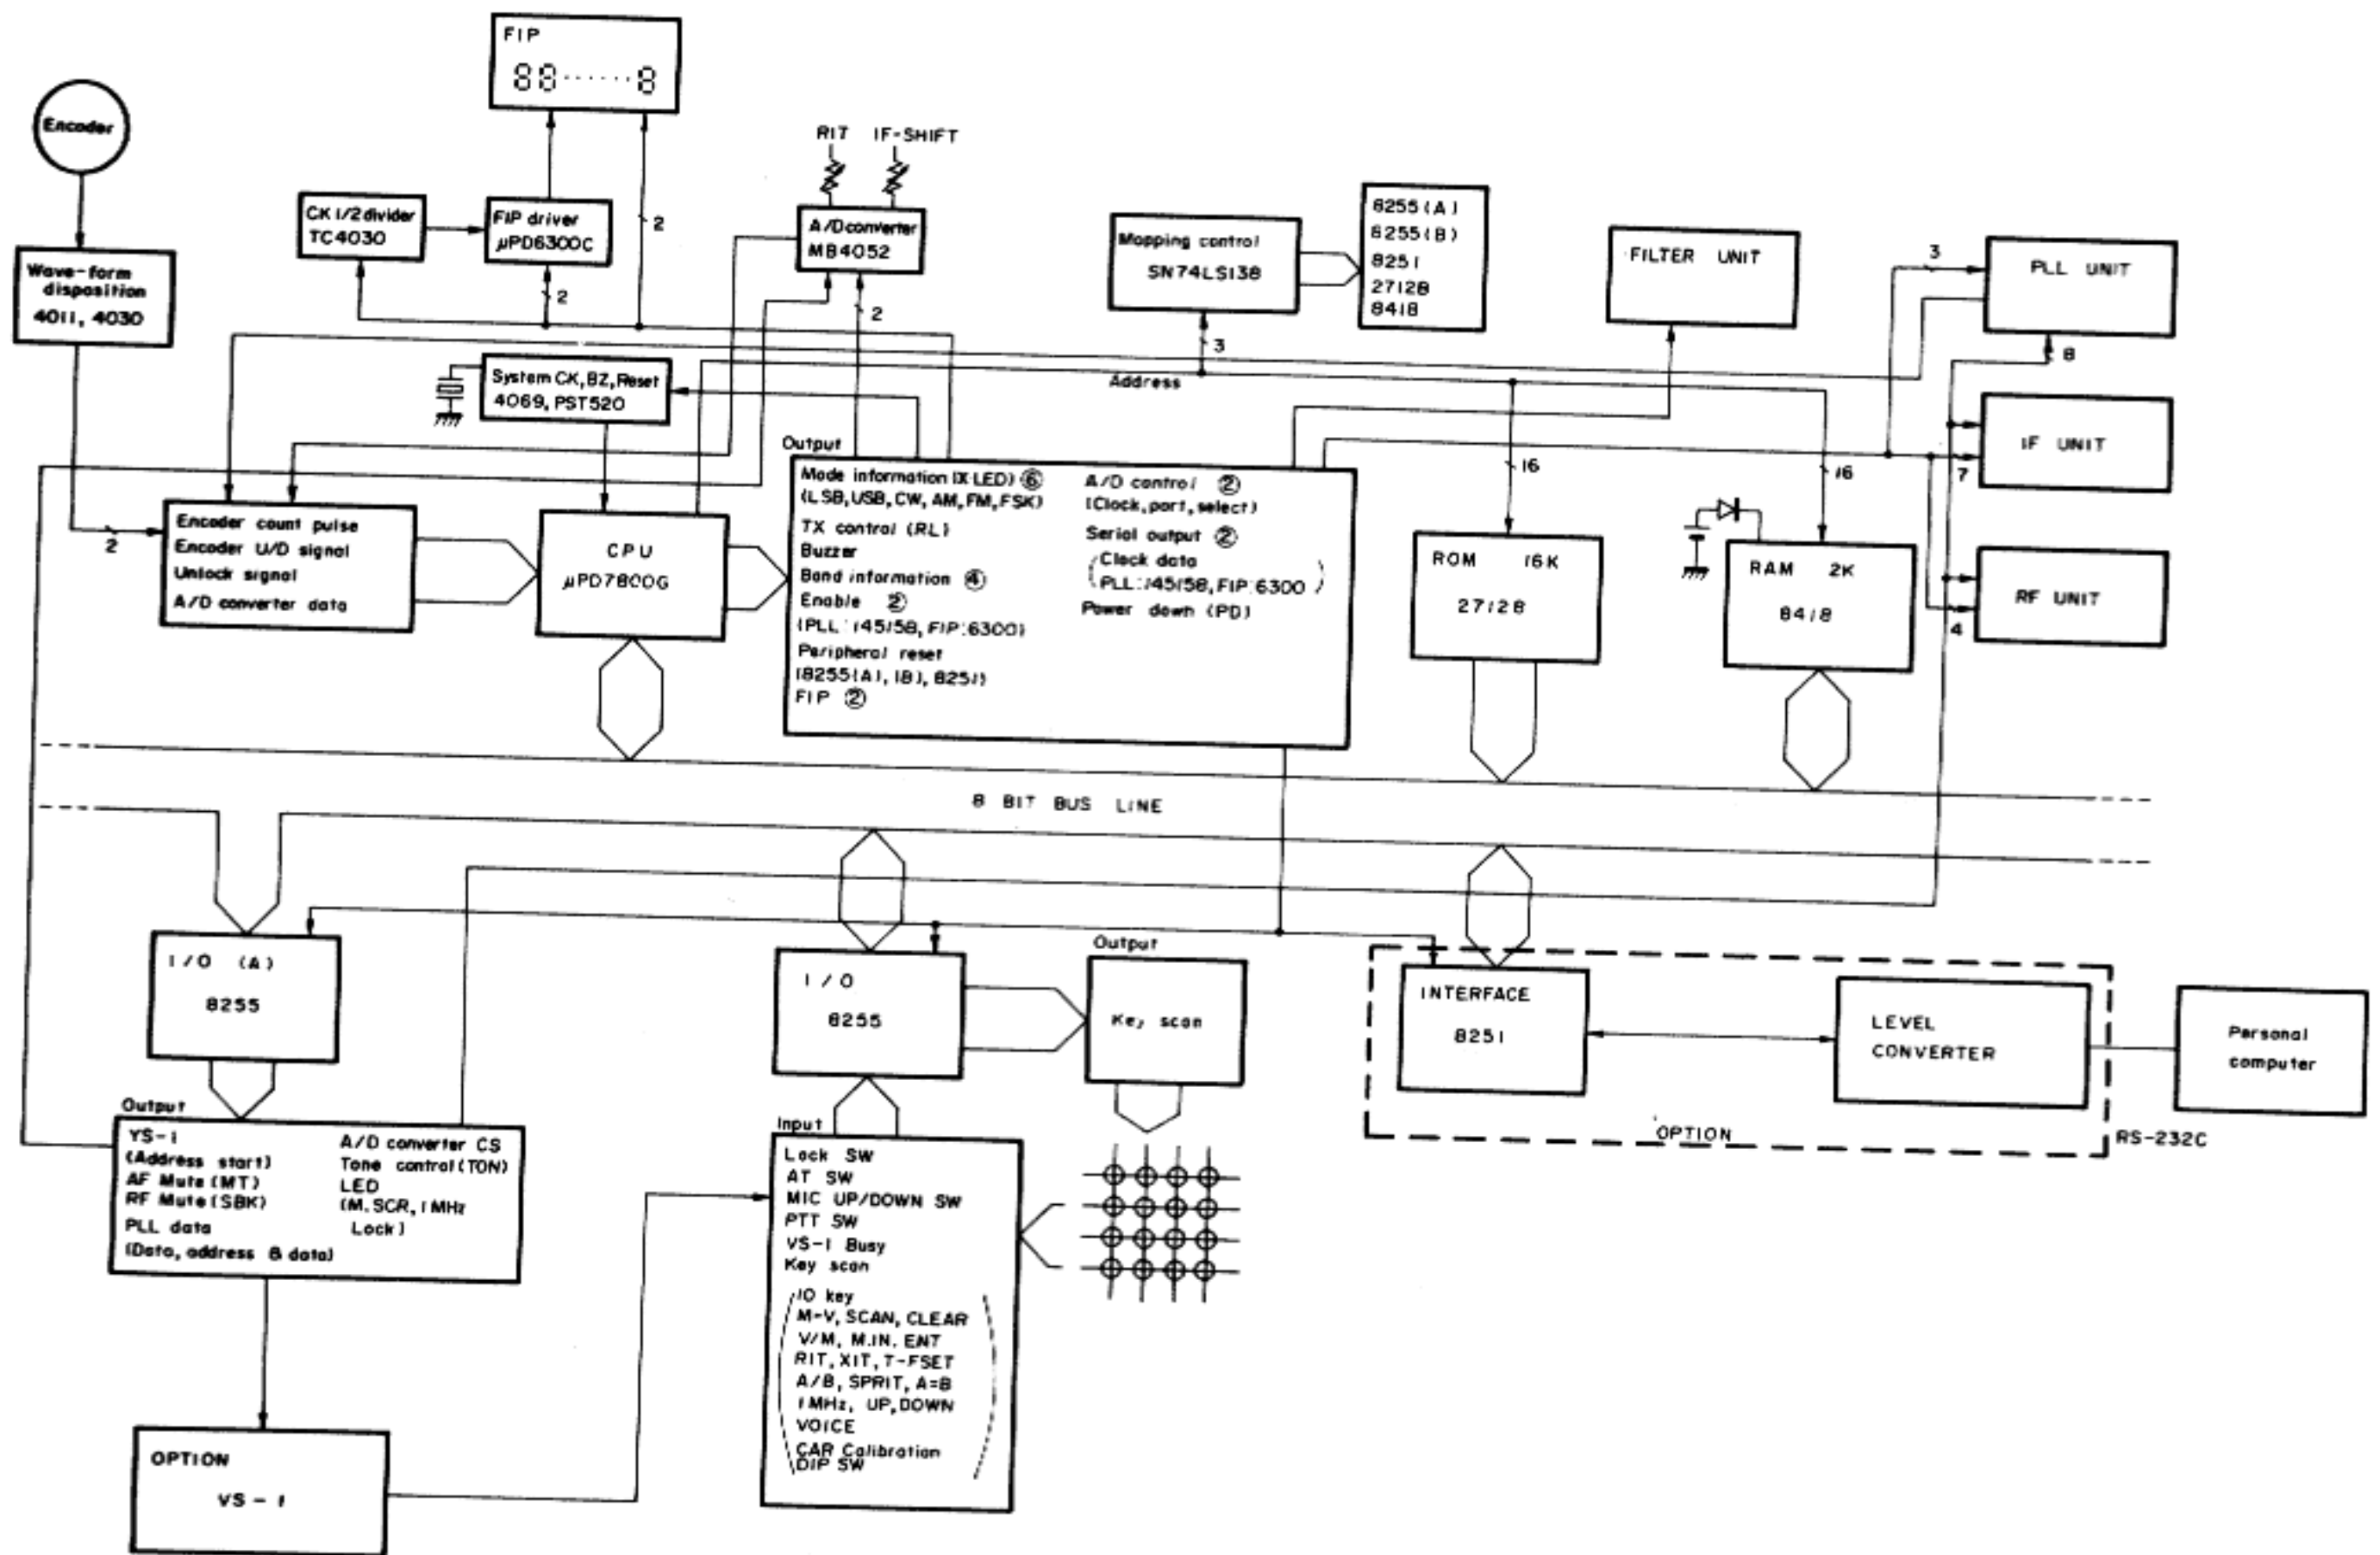 FIP
88······8
Encoder
RIT IF-SHIFT
CK 1/2 divider
TC4030
FIP driver
μPD6300C
2
A/D converter
MB4052
Mapping control
SN74LS138
8255(A)
8255(B)
8251
27128
8418
FILTER UNIT
3
PLL UNIT
Wave-form
disposition
4011, 4030
2
2
3
8
System CK, BZ, Reset
4069, PST520
Address
IF UNIT
7
Output
Mode information (X LED) ⑥
(LSB, USB, CW, AM, FM, FSK)
TX control (RL)
Buzzer
Band information ④
Enable ②
(PLL:145158, FIP:6300)
Peripheral reset
(8255(A), (B), 8251)
FIP ②
A/D control ②
(Clock, port, select)
Serial output ②
(Clock data
PLL:145158, FIP:6300)
Power down (PD)
16
16
2
Encoder count pulse
Encoder U/D signal
Unlock signal
A/D converter data
CPU
μPD7800G
ROM 16K
27128
RAM 2K
8418
RF UNIT
4
8 BIT BUS LINE
I/O (A)
8255
I/O
8255
Output
Key scan
INTERFACE
8251
LEVEL
CONVERTER
Personal
computer
OPTION
RS-232C
Output
YS-1
(Address start)
AF Mute (MT)
RF Mute (SBK)
PLL data
(Data, address & data)
A/D converter CS
Tone control (TON)
LED
(M.SCR, 1MHz
Lock)
Input
Lock SW
AT SW
MIC UP/DOWN SW
PTT SW
VS-1 Busy
Key scan
(10 key
M-V, SCAN, CLEAR
V/M, M.IN. ENT
RIT, XIT, T-FSET
A/B, SPRIT, A=B
1MHz, UP, DOWN
VOICE
CAR Calibration
DIP SW)
OPTION
VS-1